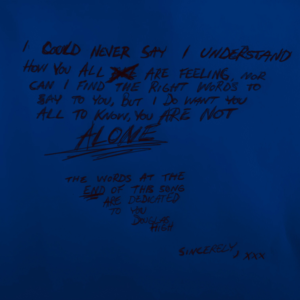 I COULD NEVER SAY I UNDERSTAND
HOW YOU ALL ARE FEELING, NOR
CAN I FIND THE RIGHT WORDS TO
SAY TO YOU, BUT I DO WANT YOU
ALL TO KNOW, YOU ARE NOT
ALONE
THE WORDS AT THE
END OF THIS SONG
ARE DEDICATED
TO YOU
SINCERELY, XXX